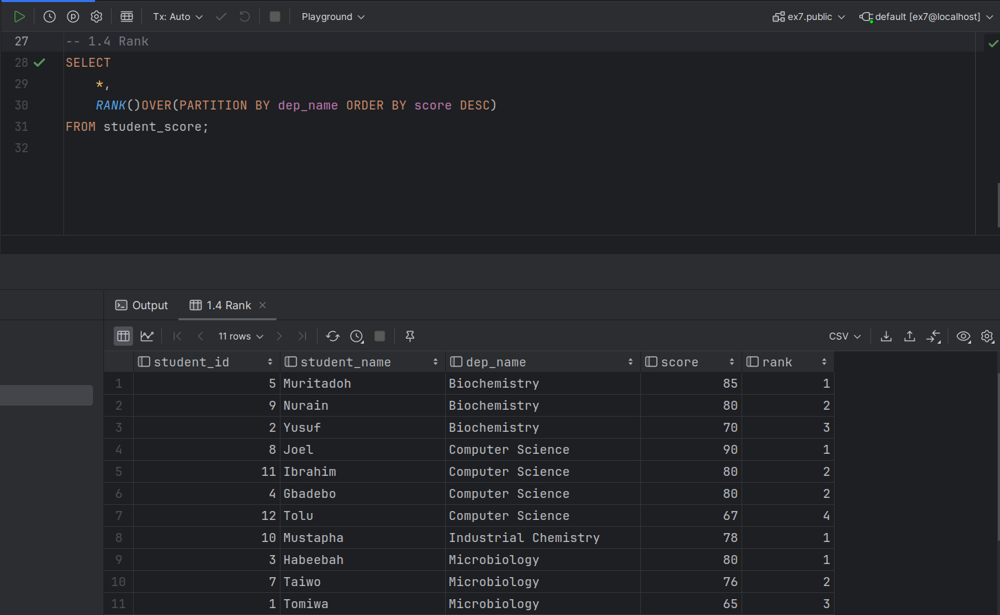 Tx: Auto Playground ex7.public default [ex7@localhost]
27 -- 1.4 Rank
28 SELECT
29 *,
30 RANK()OVER(PARTITION BY dep_name ORDER BY score DESC)
31 FROM student_score;
32
Output 1.4 Rank
11 rows CSV
student_id student_name dep_name score rank
1 5 Muritadoh Biochemistry 85 1
2 9 Nurain Biochemistry 80 2
3 2 Yusuf Biochemistry 70 3
4 8 Joel Computer Science 90 1
5 11 Ibrahim Computer Science 80 2
6 4 Gbadebo Computer Science 80 2
7 12 Tolu Computer Science 67 4
8 10 Mustapha Industrial Chemistry 78 1
9 3 Habeebah Microbiology 80 1
10 7 Taiwo Microbiology 76 2
11 1 Tomiwa Microbiology 65 3